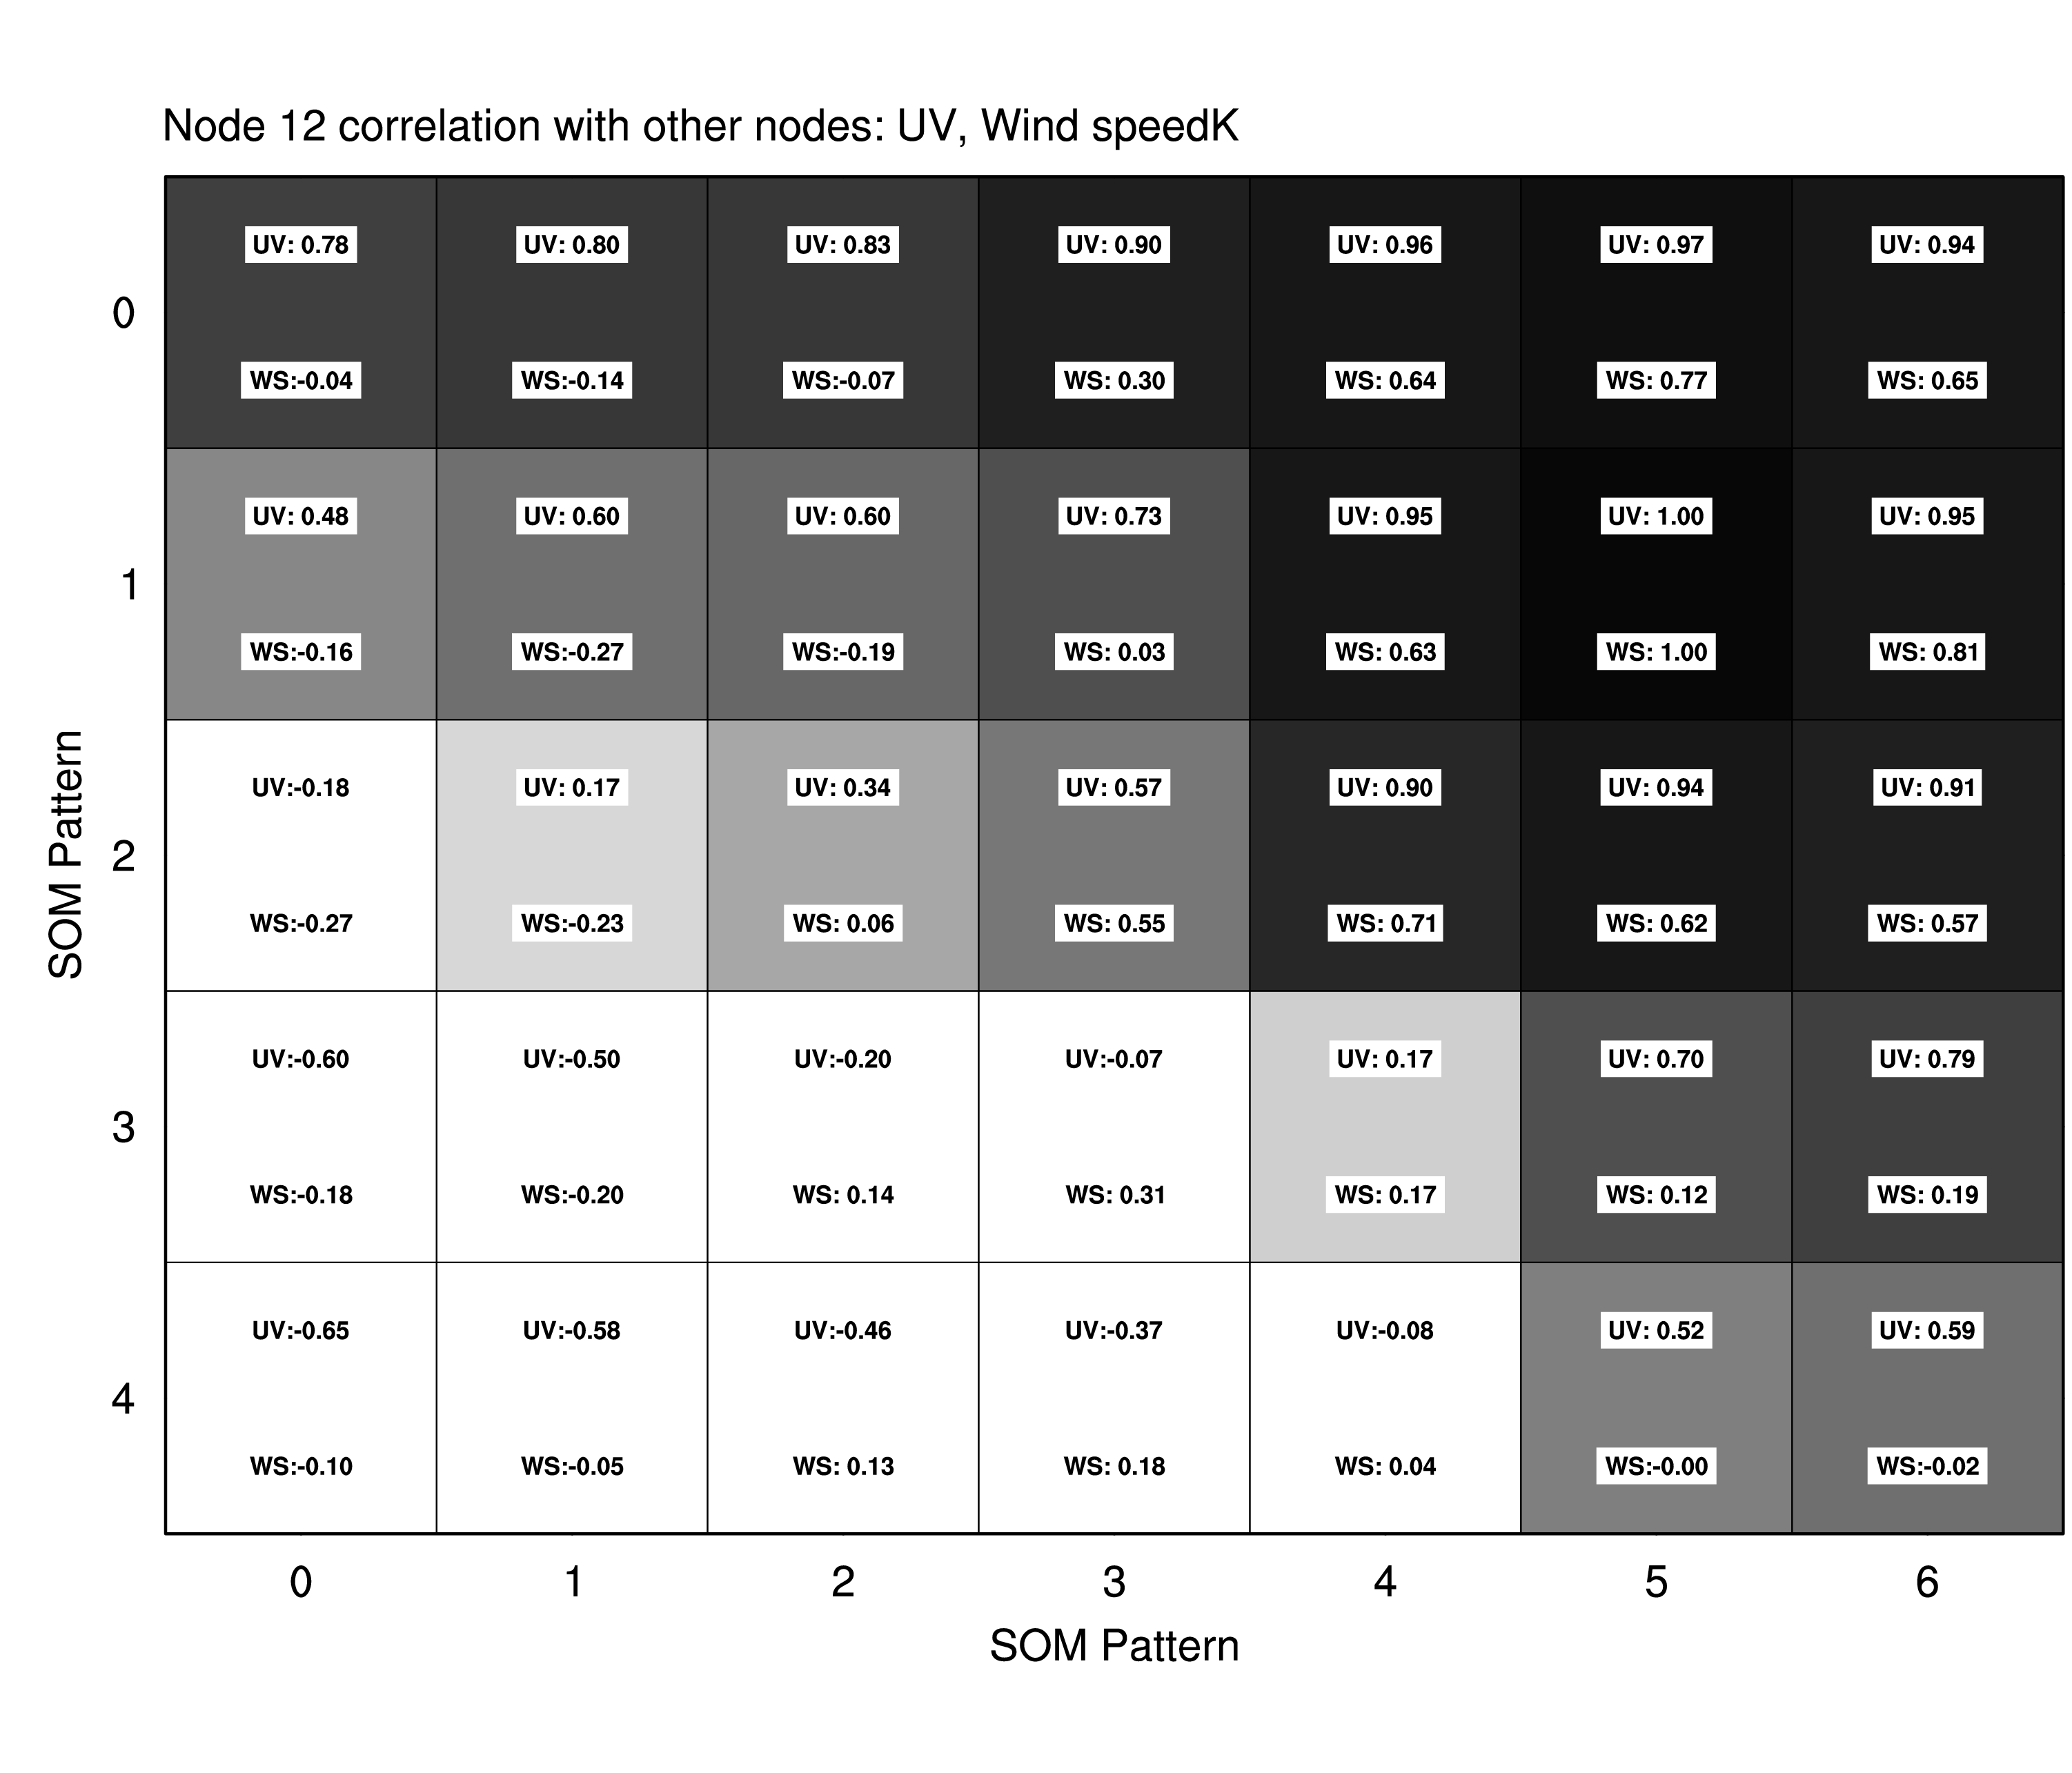 Node 12 correlation with other nodes: UV, Wind speedK
UV: 0.78 UV: 0.80 UV: 0.83 UV: 0.90 UV: 0.96 UV: 0.97 UV: 0.94
0
WS:-0.04 WS:-0.14 WS:-0.07 WS: 0.30 WS: 0.64 WS: 0.77 WS: 0.65
UV: 0.48 UV: 0.60 UV: 0.60 UV: 0.73 UV: 0.95 UV: 1.00 UV: 0.95
1
WS:-0.16 WS:-0.27 WS:-0.19 WS: 0.03 WS: 0.63 WS: 1.00 WS: 0.81
UV:-0.18 UV: 0.17 UV: 0.34 UV: 0.57 UV: 0.90 UV: 0.94 UV: 0.91
SOM Pattern
2
WS:-0.27 WS:-0.23 WS: 0.06 WS: 0.55 WS: 0.71 WS: 0.62 WS: 0.57
UV:-0.60 UV:-0.50 UV:-0.20 UV:-0.07 UV: 0.17 UV: 0.70 UV: 0.79
3
WS:-0.18 WS:-0.20 WS: 0.14 WS: 0.31 WS: 0.17 WS: 0.12 WS: 0.19
UV:-0.65 UV:-0.58 UV:-0.46 UV:-0.37 UV:-0.08 UV: 0.52 UV: 0.59
4
WS:-0.10 WS:-0.05 WS: 0.13 WS: 0.18 WS: 0.04 WS:-0.00 WS:-0.02
0 1 2 3 4 5 6
SOM Pattern